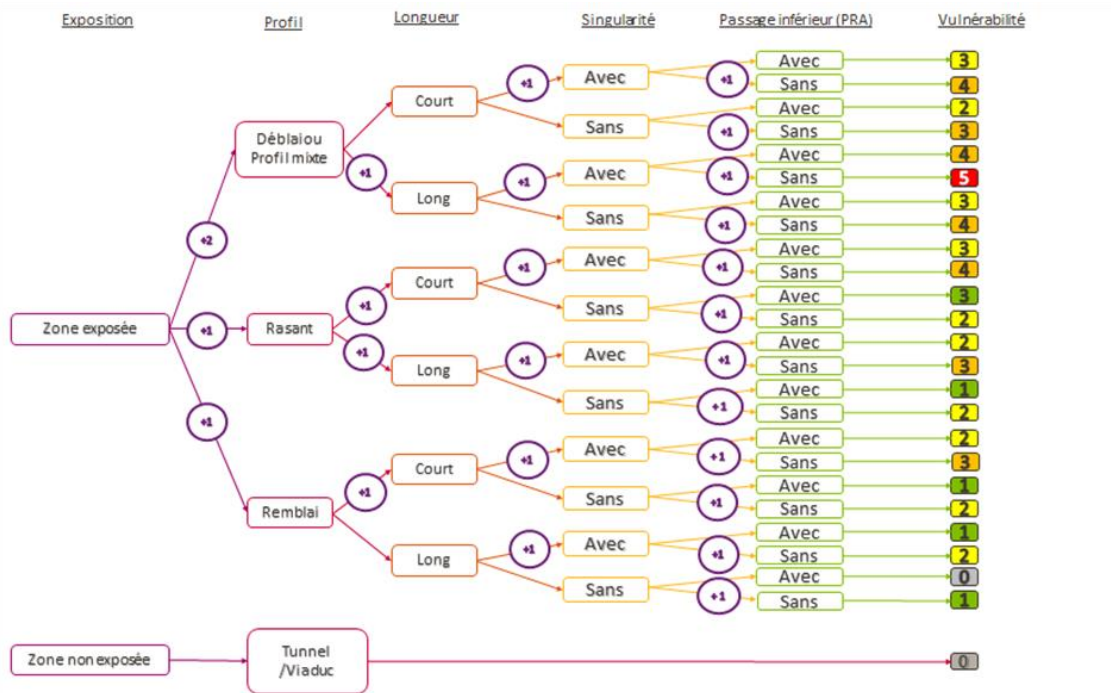 Exposition Profil Longueur Singularité Passage inférieur (PRA) Vulnérabilité
Avec 3
+1 Avec +1 Sans 4
Court Avec 2
Sans +1 Sans 3
Déblaiou
Profil mixte
+1 Avec 4
+1 Avec +1 Sans 5
Long Avec 3
Sans +1 Sans 4
+2
Avec 3
+1 Avec +1 Sans 4
Court Avec 3
+1 Sans +1 Sans 2
Zone exposée +1 Rasant
+1 Avec 2
+1 Avec +1 Sans 3
Long Avec 1
Sans +1 Sans 2
+1
Avec 2
+1 Avec +1 Sans 3
Court Avec 1
+1 Sans +1 Sans 2
Remblai
Avec 1
+1 Avec +1 Sans 2
Long Avec 0
Sans +1 Sans 1
Zone non exposée Tunnel
/Viaduc 0